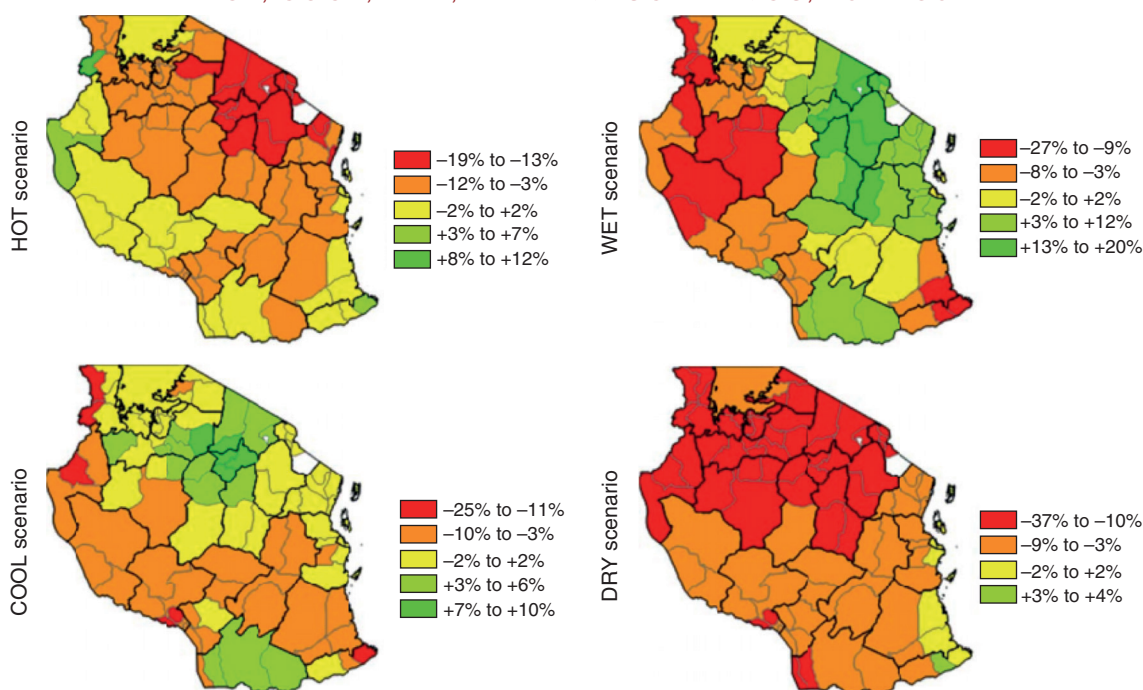 HOT scenario
–19% to –13%
–12% to –3%
–2% to +2%
+3% to +7%
+8% to +12%
WET scenario
–27% to –9%
–8% to –3%
–2% to +2%
+3% to +12%
+13% to +20%
COOL scenario
–25% to –11%
–10% to –3%
–2% to +2%
+3% to +6%
+7% to +10%
DRY scenario
–37% to –10%
–9% to –3%
–2% to +2%
+3% to +4%